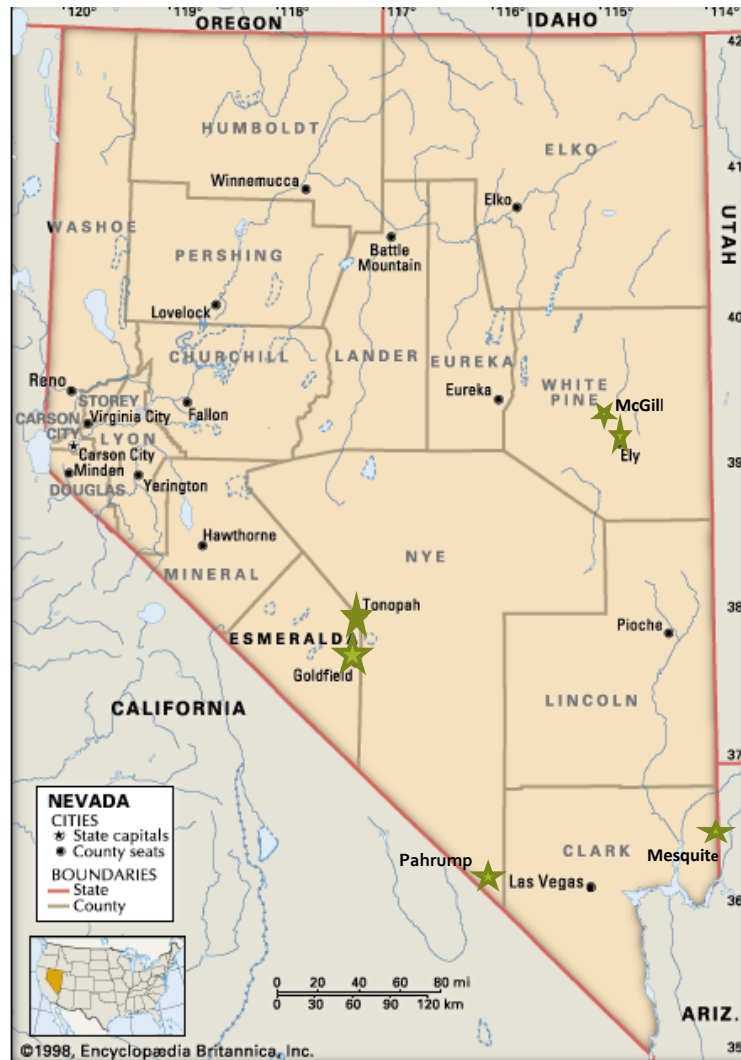 120°
119°
118°
117°
116°
115°
114°
OREGON
IDAHO
42
HUMBOLDT
ELKO
41
Winnemucca
Elko
WASHOE
UTAH
Battle
Mountain
PERSHING
Lovelock
40
CHURCHILL
LANDER
EUREKA
WHITE
PINE
Reno
STOREY
Eureka
McGill
Fallon
CARSON
CITY
Virginia City
LYON
Carson City
Ely
Minden
39
DOUGLAS
Yerington
Hawthorne
NYE
MINERAL
38
Tonopah
Pioche
ESMERALDA
Goldfield
LINCOLN
CALIFORNIA
37
NEVADA
CITIES
State capitals
County seats
BOUNDARIES
State
County
CLARK
Mesquite
Pahrump
Las Vegas
36
0 20 40 60 80 mi
0 30 60 90 120 km
ARIZ.
35
©1998, Encyclopædia Britannica, Inc.